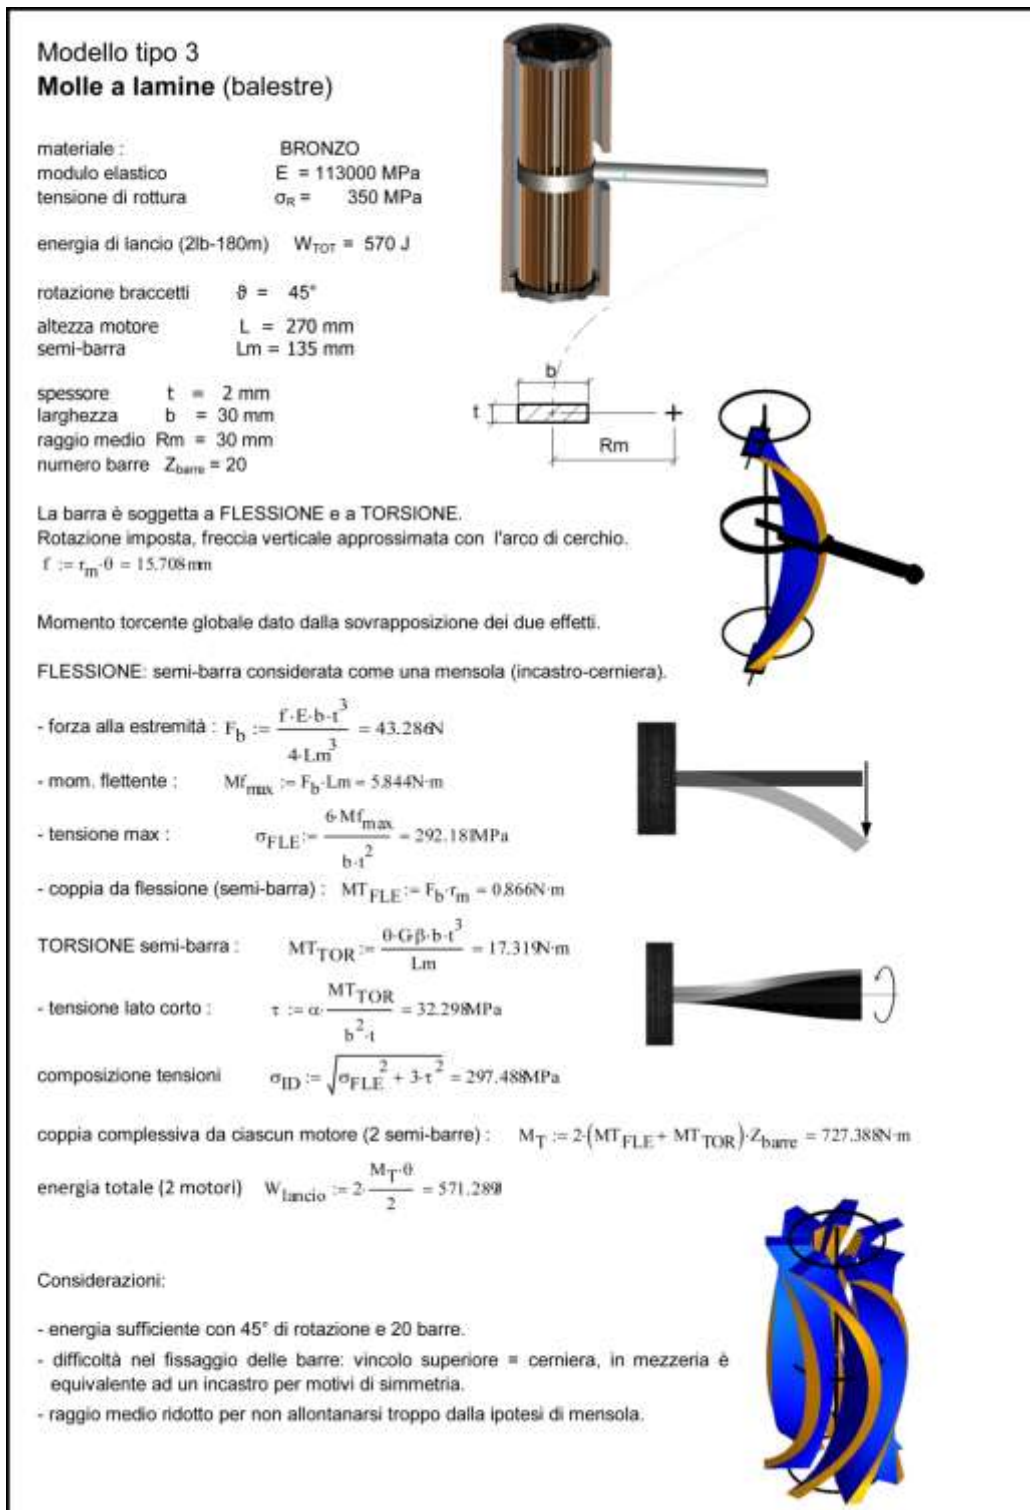 Modello tipo 3
Molle a lamine (balestre)
materiale : BRONZO
modulo elastico E = 113000 MPa
tensione di rottura σR = 350 MPa
energia di lancio (2lb-180m) WTOT = 570 J
rotazione braccetti ϑ = 45°
altezza motore L = 270 mm
semi-barra Lm = 135 mm
spessore t = 2 mm
larghezza b = 30 mm
raggio medio Rm = 30 mm
numero barre Zbarre = 20
b
t
Rm
La barra è soggetta a FLESSIONE e a TORSIONE.
Rotazione imposta, freccia verticale approssimata con l'arco di cerchio.
f := rm·θ = 15.708mm
Momento torcente globale dato dalla sovrapposizione dei due effetti.
FLESSIONE: semi-barra considerata come una mensola (incastro-cerniera).
- forza alla estremità : Fb := f·E·b·t^3 / 4·Lm^3 = 43.286N
- mom. flettente : Mfmax := Fb·Lm = 5.844N·m
- tensione max : σFLE := 6·Mfmax / b·t^2 = 292.181MPa
- coppia da flessione (semi-barra) : MTFLE := Fb·rm = 0.866N·m
TORSIONE semi-barra : MTTOR := θ·G·β·b·t^3 / Lm = 17.319N·m
- tensione lato corto : τ := α·MTTOR / b^2·t = 32.298MPa
composizione tensioni σID := √(σFLE^2 + 3·τ^2) = 297.488MPa
coppia complessiva da ciascun motore (2 semi-barre) : MT := 2·(MTFLE + MTTOR)·Zbarre = 727.388N·m
energia totale (2 motori) Wlancio := 2·MT·θ / 2 = 571.289J
Considerazioni:
- energia sufficiente con 45° di rotazione e 20 barre.
- difficoltà nel fissaggio delle barre: vincolo superiore = cerniera, in mezzeria è
equivalente ad un incastro per motivi di simmetria.
- raggio medio ridotto per non allontanarsi troppo dalla ipotesi di mensola.